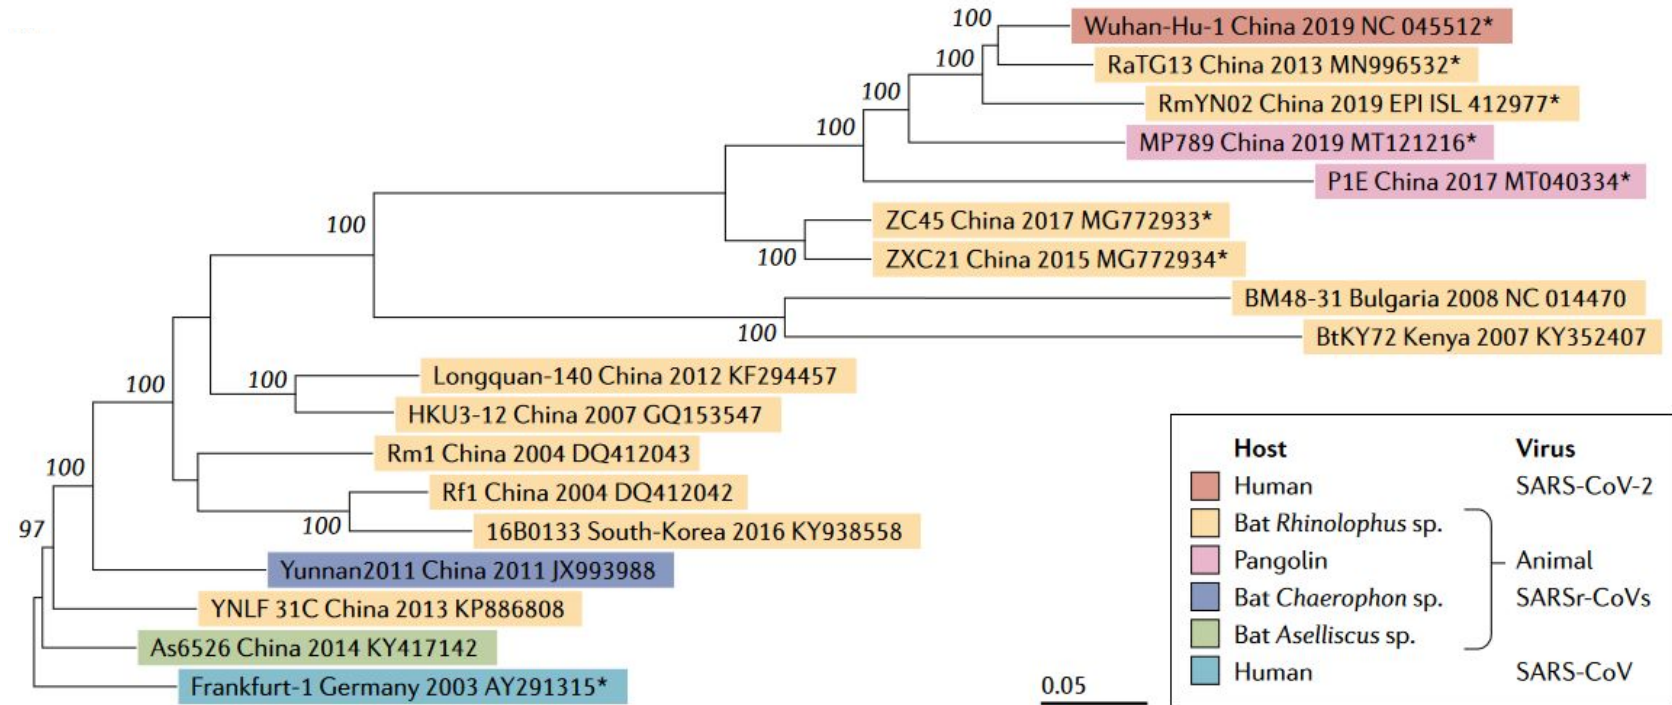 100
Wuhan-Hu-1 China 2019 NC 045512*
100
RaTG13 China 2013 MN996532*
100
RmYN02 China 2019 EPI ISL 412977*
100
MP789 China 2019 MT121216*
P1E China 2017 MT040334*
100
ZC45 China 2017 MG772933*
100
ZXC21 China 2015 MG772934*
BM48-31 Bulgaria 2008 NC 014470
100
BtKY72 Kenya 2007 KY352407
100
100
Longquan-140 China 2012 KF294457
HKU3-12 China 2007 GQ153547
Rm1 China 2004 DQ412043
100
Rf1 China 2004 DQ412042
100
16B0133 South-Korea 2016 KY938558
97
Yunnan2011 China 2011 JX993988
YNLF 31C China 2013 KP886808
As6526 China 2014 KY417142
Frankfurt-1 Germany 2003 AY291315*
0.05
Host Virus
Human SARS-CoV-2
Bat Rhinolophus sp.
Pangolin Animal
Bat Chaerophon sp. SARSr-CoVs
Bat Aselliscus sp.
Human SARS-CoV